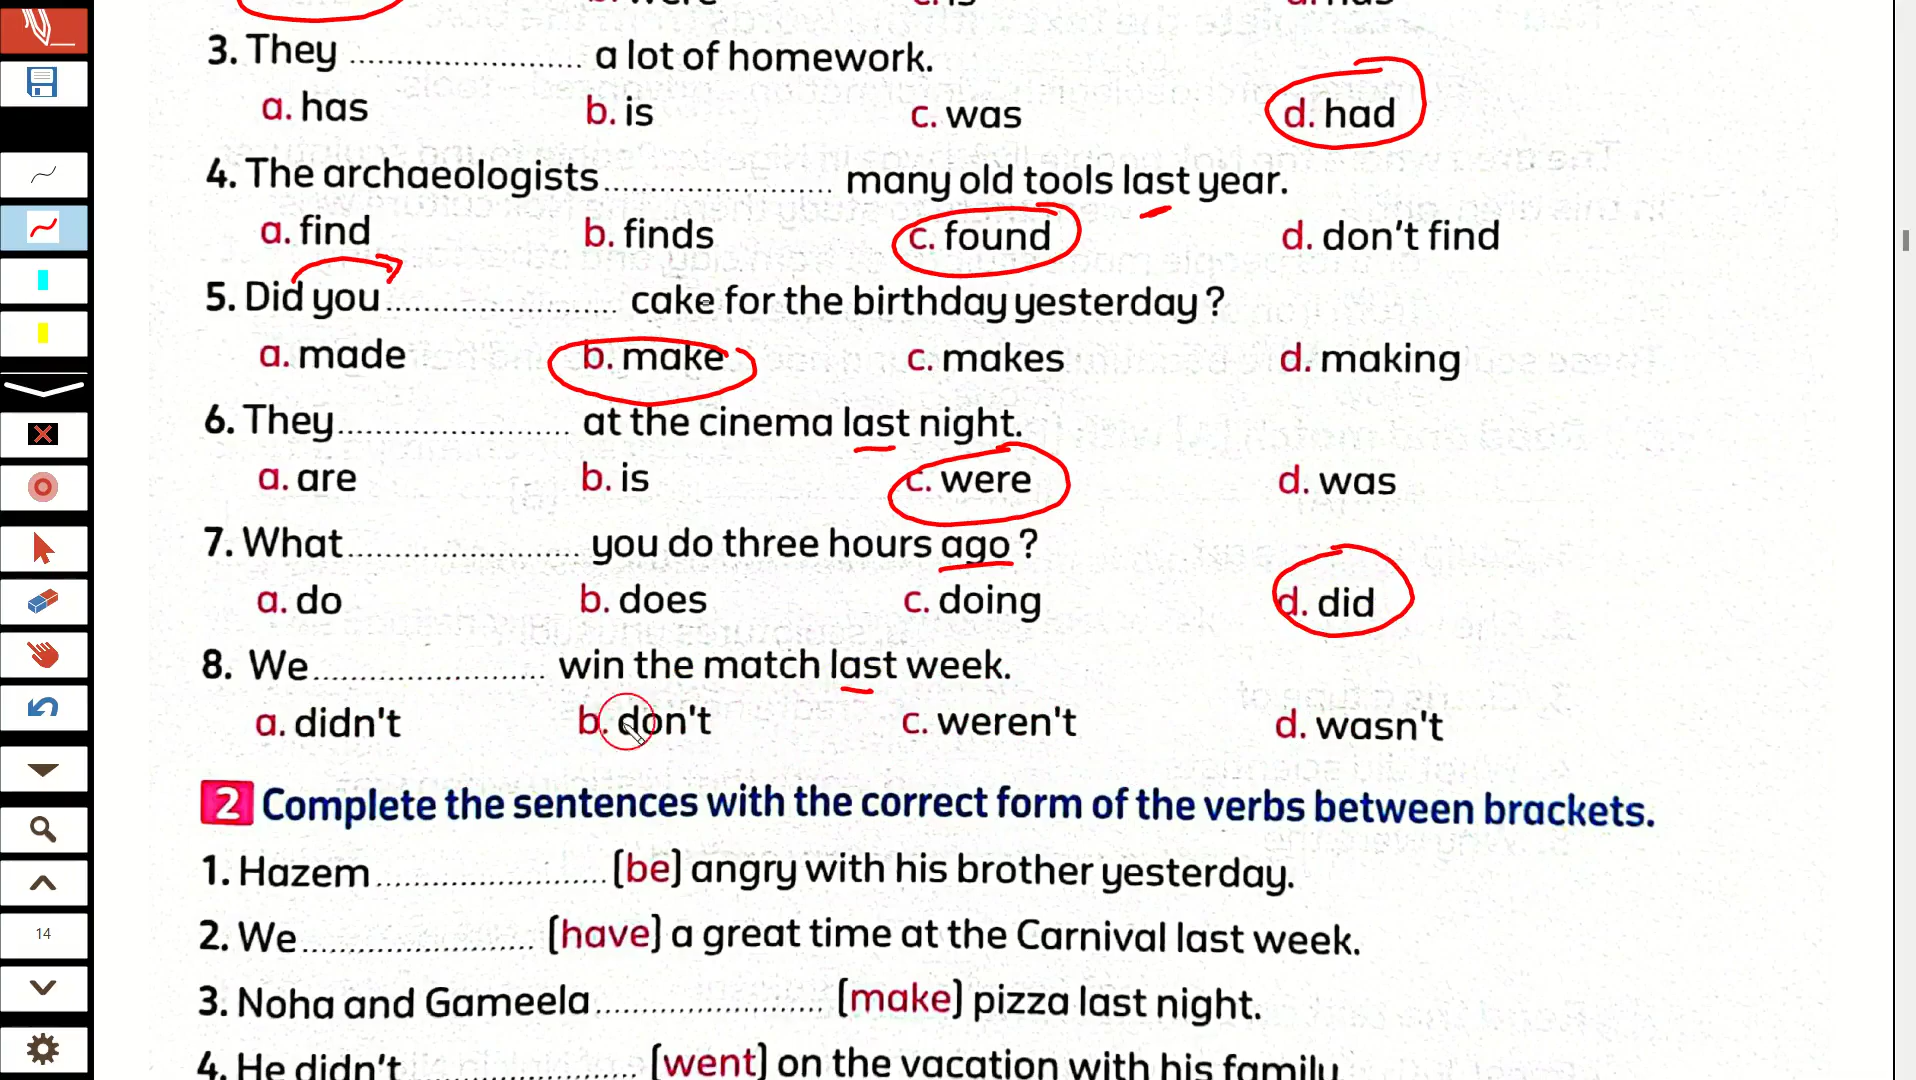 b. were c. is d. has
3. They ........................ a lot of homework.
a. has b. is c. was d. had
4. The archaeologists ........................ many old tools last year.
a. find b. finds c. found d. don't find
5. Did you ........................ cake for the birthday yesterday ?
a. made b. make c. makes d. making
6. They ........................ at the cinema last night.
a. are b. is c. were d. was
7. What ........................ you do three hours ago ?
a. do b. does c. doing d. did
8. We ........................ win the match last week.
a. didn't b. don't c. weren't d. wasn't
2 Complete the sentences with the correct form of the verbs between brackets.
1. Hazem ........................ (be) angry with his brother yesterday.
2. We ........................ (have) a great time at the Carnival last week.
3. Noha and Gameela ........................ (make) pizza last night.
4. He didn't ........................ (went) on the vacation with his family.
14